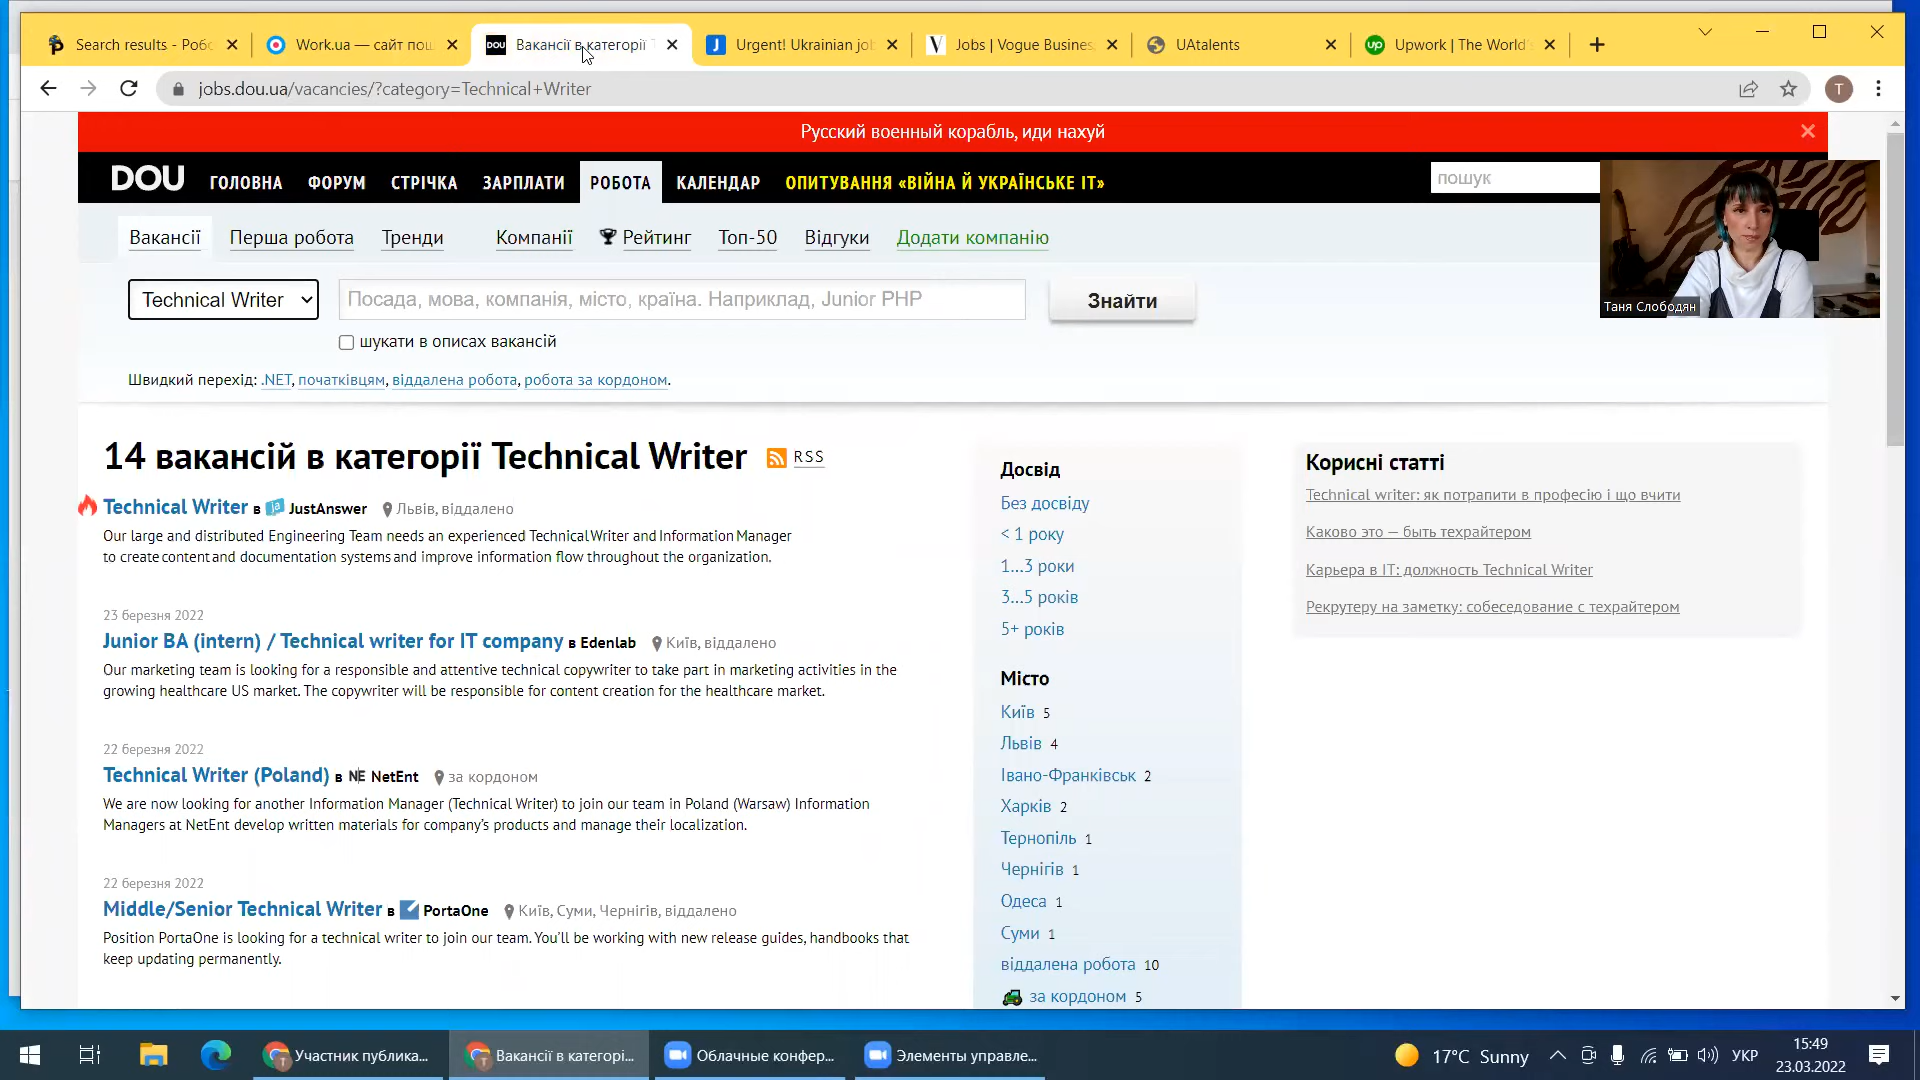 Search results - Робо
Work.ua — сайт пош
Вакансії в категорії T
Urgent! Ukrainian job
Jobs | Vogue Busines
UAtalents
Upwork | The World's
jobs.dou.ua/vacancies/?category=Technical+Writer
T
Русский военный корабль, иди нахуй
DOU
ГОЛОВНА
ФОРУМ
СТРІЧКА
ЗАРПЛАТИ
РОБОТА
КАЛЕНДАР
ОПИТУВАННЯ «ВІЙНА Й УКРАЇНСЬКЕ ІТ»
пошук
Вакансії
Перша робота
Тренди
Компанії
Рейтинг
Топ-50
Відгуки
Додати компанію
Таня Слободян
Technical Writer
Посада, мова, компанія, місто, країна. Наприклад, Junior PHP
Знайти
шукати в описах вакансій
Швидкий перехід: .NET, початківцям, віддалена робота, робота за кордоном.
14 вакансій в категорії Technical Writer
RSS
Technical Writer в ja JustAnswer Львів, віддалено
Our large and distributed Engineering Team needs an experienced Technical Writer and Information Manager
to create content and documentation systems and improve information flow throughout the organization.
23 березня 2022
Junior BA (intern) / Technical writer for IT company в Edenlab Київ, віддалено
Our marketing team is looking for a responsible and attentive technical copywriter to take part in marketing activities in the
growing healthcare US market. The copywriter will be responsible for content creation for the healthcare market.
22 березня 2022
Technical Writer (Poland) в NE NetEnt за кордоном
We are now looking for another Information Manager (Technical Writer) to join our team in Poland (Warsaw) Information
Managers at NetEnt develop written materials for company's products and manage their localization.
22 березня 2022
Middle/Senior Technical Writer в PortaOne Київ, Суми, Чернігів, віддалено
Position PortaOne is looking for a technical writer to join our team. You'll be working with new release guides, handbooks that
keep updating permanently.
Досвід
Без досвіду
< 1 року
1...3 роки
3...5 років
5+ років
Місто
Київ 5
Львів 4
Івано-Франківськ 2
Харків 2
Тернопіль 1
Чернігів 1
Одеса 1
Суми 1
віддалена робота 10
за кордоном 5
Корисні статті
Technical writer: як потрапити в професію і що вчити
Каково это — быть техрайтером
Карьера в IT: должность Technical Writer
Рекрутеру на заметку: собеседование с техрайтером
Участник публика...
Вакансії в категорі...
Облачные конфер...
Элементы управле...
17°C Sunny
УКР
15:49
23.03.2022